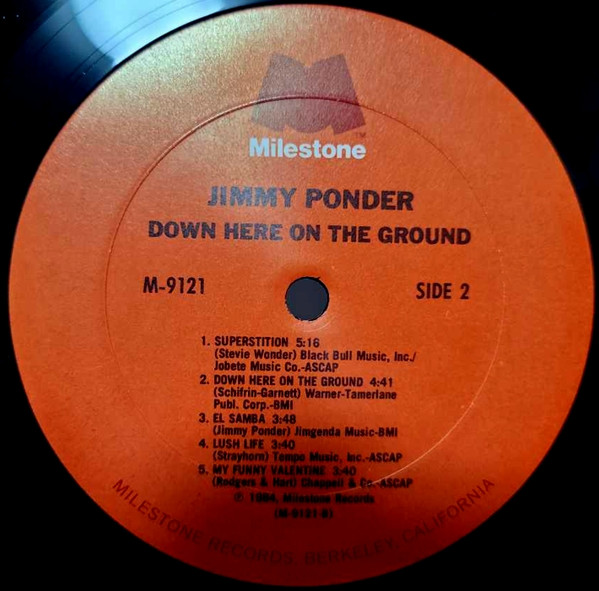 TM
Milestone
JIMMY PONDER
DOWN HERE ON THE GROUND
M-9121
SIDE 2
1. SUPERSTITION 5:16
(Stevie Wonder) Black Bull Music, Inc./
Jobete Music Co.-ASCAP
2. DOWN HERE ON THE GROUND 4:41
(Schifrin-Garnett) Warner-Tamerlane
Publ. Corp.-BMI
3. EL SAMBA 3:48
(Jimmy Ponder) Jimgenda Music-BMI
4. LUSH LIFE 3:40
(Strayhorn) Tempo Music, Inc.-ASCAP
5. MY FUNNY VALENTINE 3:40
(Rodgers & Hart) Chappell & Co.-ASCAP
℗ 1984, Milestone Records
(M-9121-B)
MILESTONE RECORDS, BERKELEY, CALIFORNIA